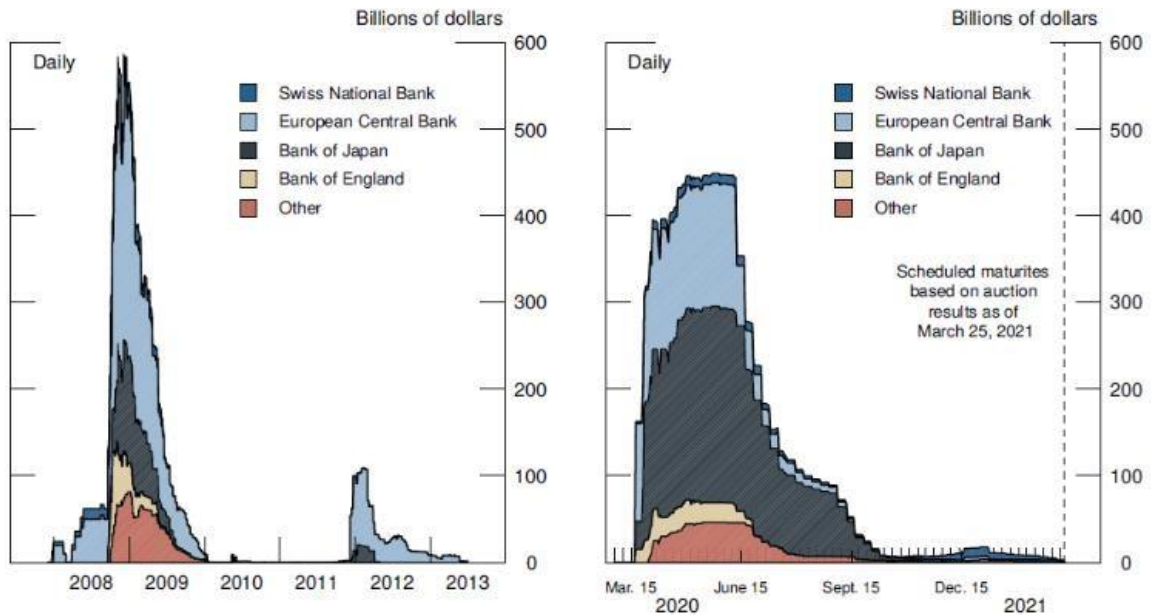 Billions of dollars
Daily
600
Swiss National Bank
European Central Bank
Bank of Japan
Bank of England
Other
500
400
300
200
100
0
2008 2009 2010 2011 2012 2013
Billions of dollars
Daily
600
Swiss National Bank
European Central Bank
Bank of Japan
Bank of England
Other
500
400
Scheduled maturites
based on auction
results as of
March 25, 2021
300
200
100
0
Mar. 15 June 15 Sept. 15 Dec. 15
2020 2021